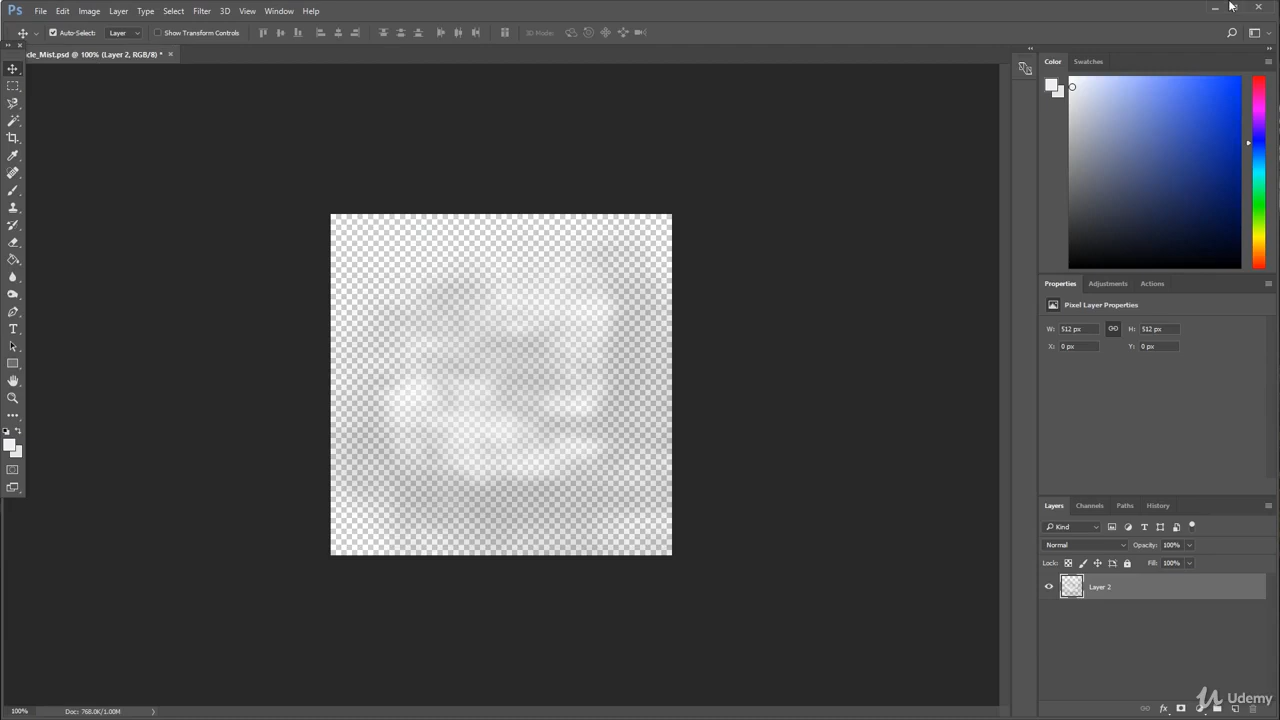 Ps File Edit Image Layer Type Select Filter 3D View Window Help
Auto-Select: Layer Show Transform Controls 3D Mode:
cle_Mist.psd @ 100% (Layer 2, RGB/8) *
Color Swatches
Properties Adjustments Actions
Pixel Layer Properties
W: 512 px H: 512 px
X: 0 px Y: 0 px
Layers Channels Paths History
Kind
Normal Opacity: 100%
Lock: Fill: 100%
Layer 2
100% Doc: 768.0K/1.00M
fx
Udemy